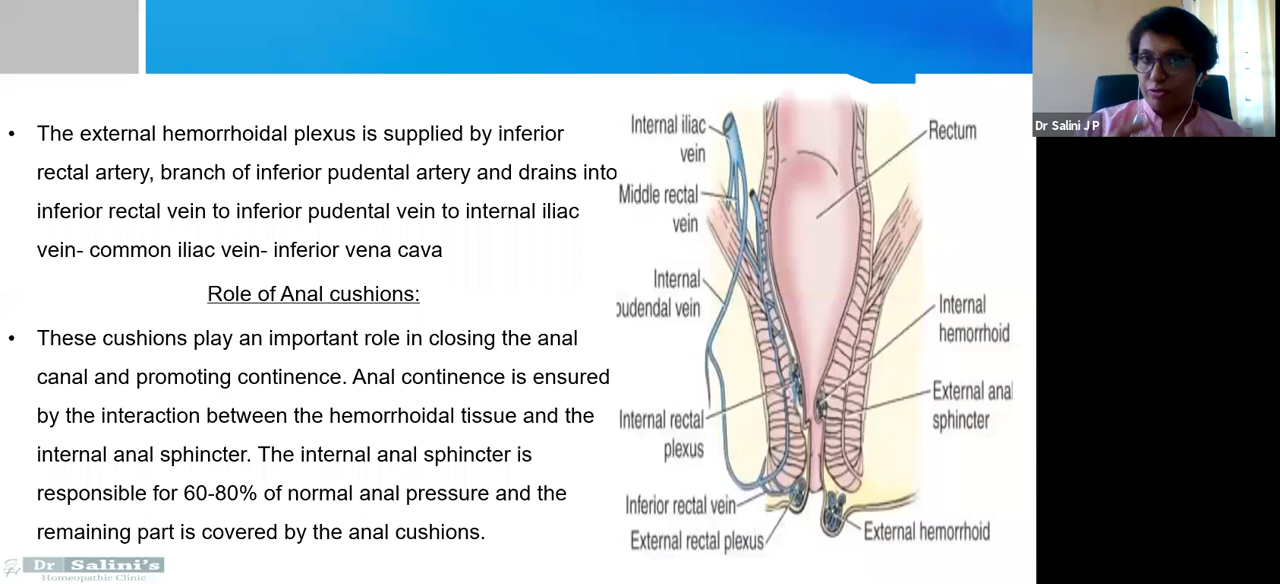 • The external hemorrhoidal plexus is supplied by inferior
rectal artery, branch of inferior pudental artery and drains into
inferior rectal vein to inferior pudental vein to internal iliac
vein- common iliac vein- inferior vena cava
Role of Anal cushions:
• These cushions play an important role in closing the anal
canal and promoting continence. Anal continence is ensured
by the interaction between the hemorrhoidal tissue and the
internal anal sphincter. The internal anal sphincter is
responsible for 60-80% of normal anal pressure and the
remaining part is covered by the anal cushions.
Internal iliac
vein
Middle rectal
vein
Internal
pudendal vein
Internal rectal
plexus
Inferior rectal vein
External rectal plexus
Rectum
Internal
hemorrhoid
External anal
sphincter
External hemorrhoid
Dr Salini J P
Dr Salini's
Homeopathic Clinic